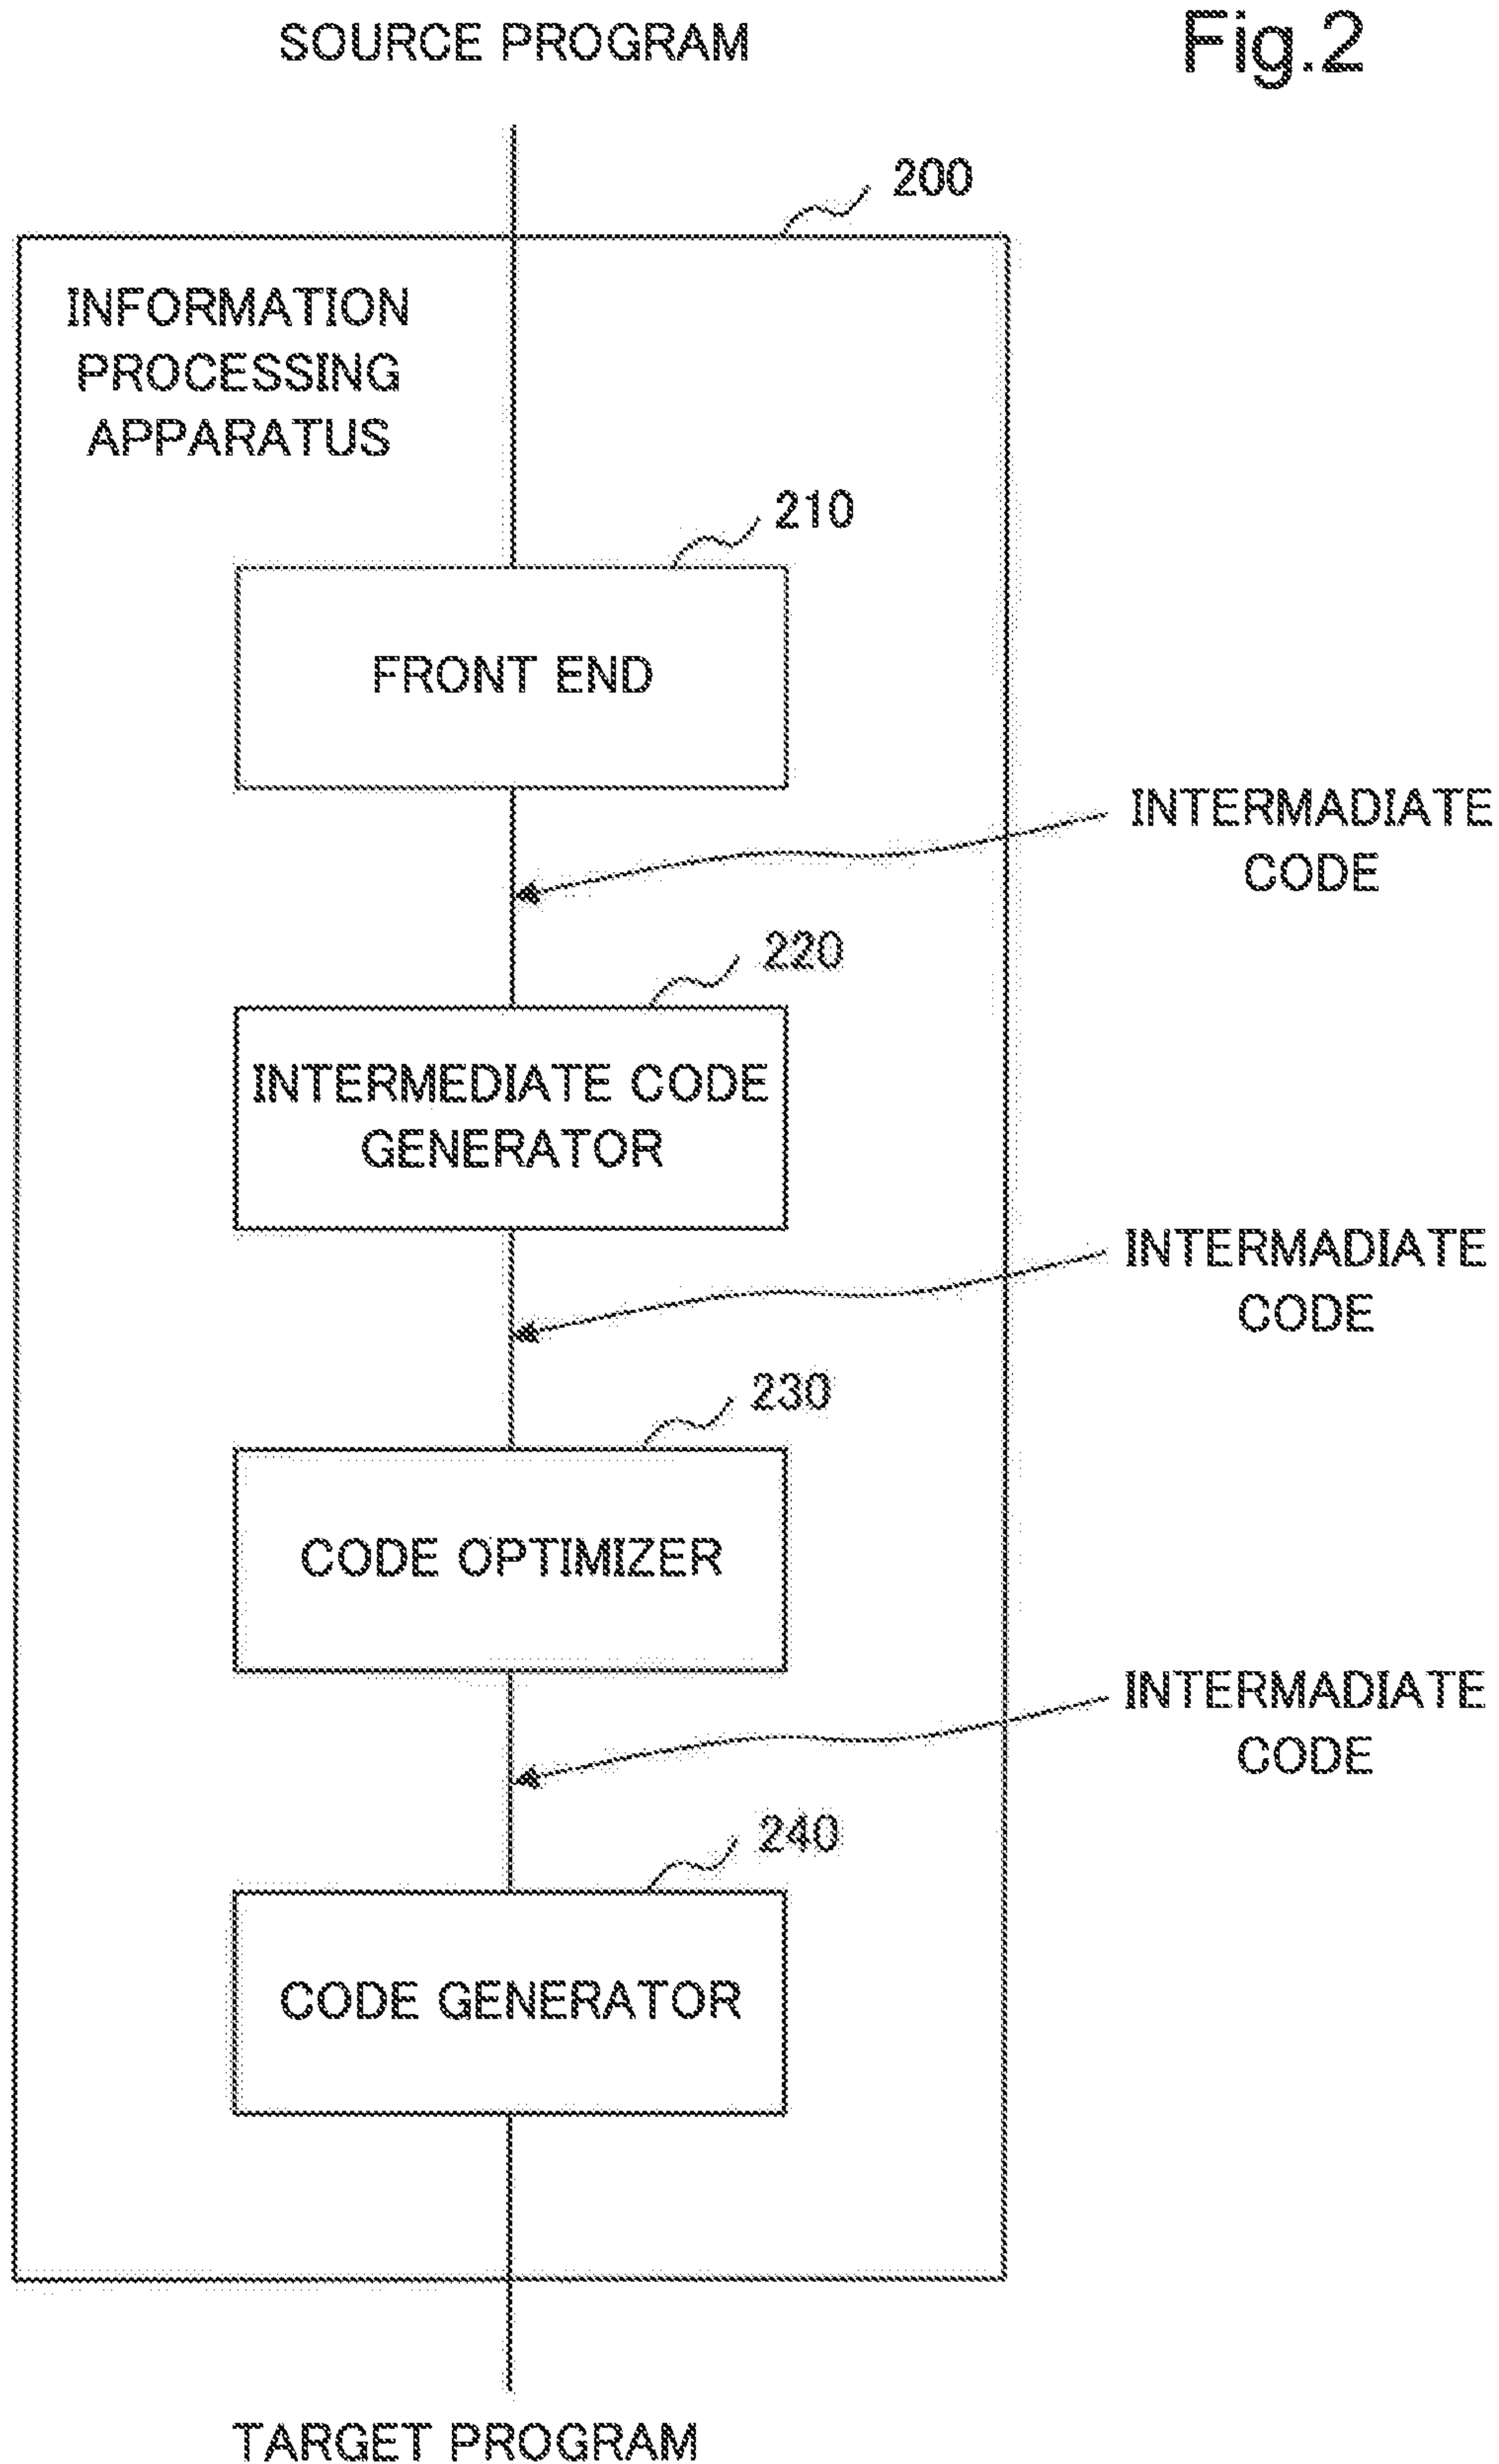 SOURCE PROGRAM
Fig.2
200
INFORMATION
PROCESSING
APPARATUS
210
FRONT END
INTERMADIATE
CODE
220
INTERMEDIATE CODE
GENERATOR
INTERMADIATE
CODE
230
CODE OPTIMIZER
INTERMADIATE
CODE
240
CODE GENERATOR
TARGET PROGRAM